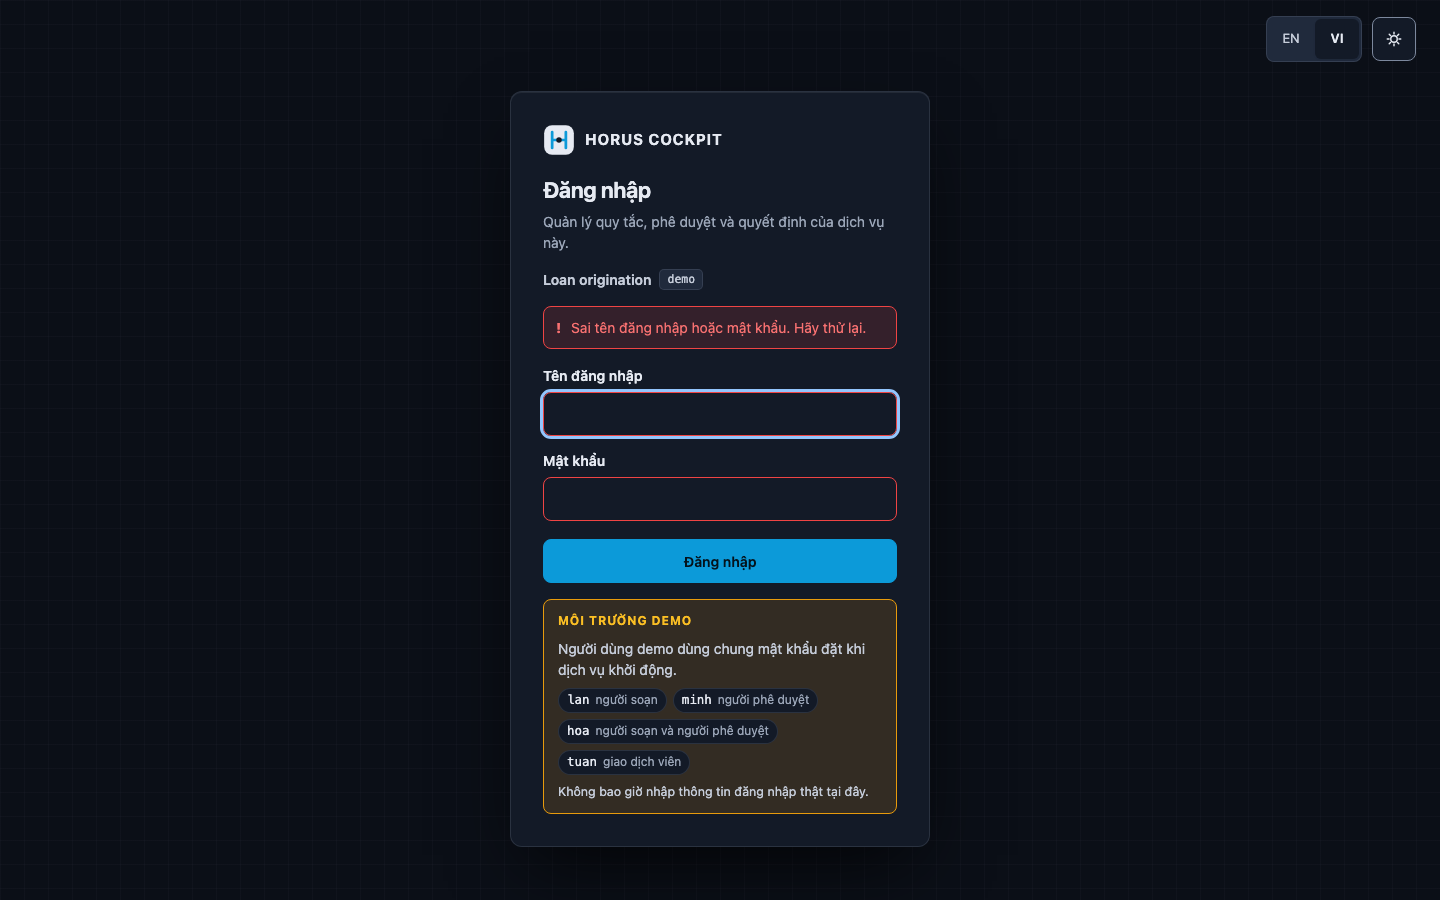 EN
VI
HORUS COCKPIT
Đăng nhập
Quản lý quy tắc, phê duyệt và quyết định của dịch vụ
này.
Loan origination demo
! Sai tên đăng nhập hoặc mật khẩu. Hãy thử lại.
Tên đăng nhập
Mật khẩu
Đăng nhập
MÔI TRƯỜNG DEMO
Người dùng demo dùng chung mật khẩu đặt khi
dịch vụ khởi động.
lan người soạn minh người phê duyệt
hoa người soạn và người phê duyệt
tuan giao dịch viên
Không bao giờ nhập thông tin đăng nhập thật tại đây.